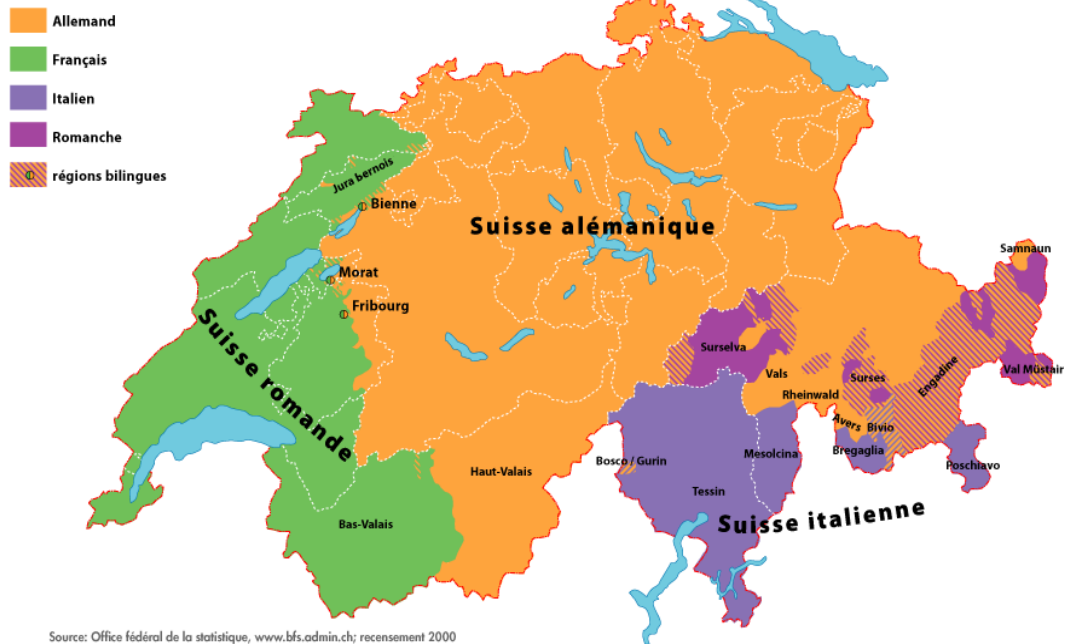 Allemand
Français
Italien
Romanche
régions bilingues
Jura bernois
Bienne
Suisse alémanique
Samnaun
Morat
Fribourg
Suisse romande
Surselva
Vals
Surses
Engadine
Val Müstair
Rheinwald
Avers
Bivio
Bregaglia
Poschiavo
Mesolcina
Bosco / Gurin
Haut-Valais
Tessin
Suisse italienne
Bas-Valais
Source: Office fédéral de la statistique, www.bfs.admin.ch; recensement 2000